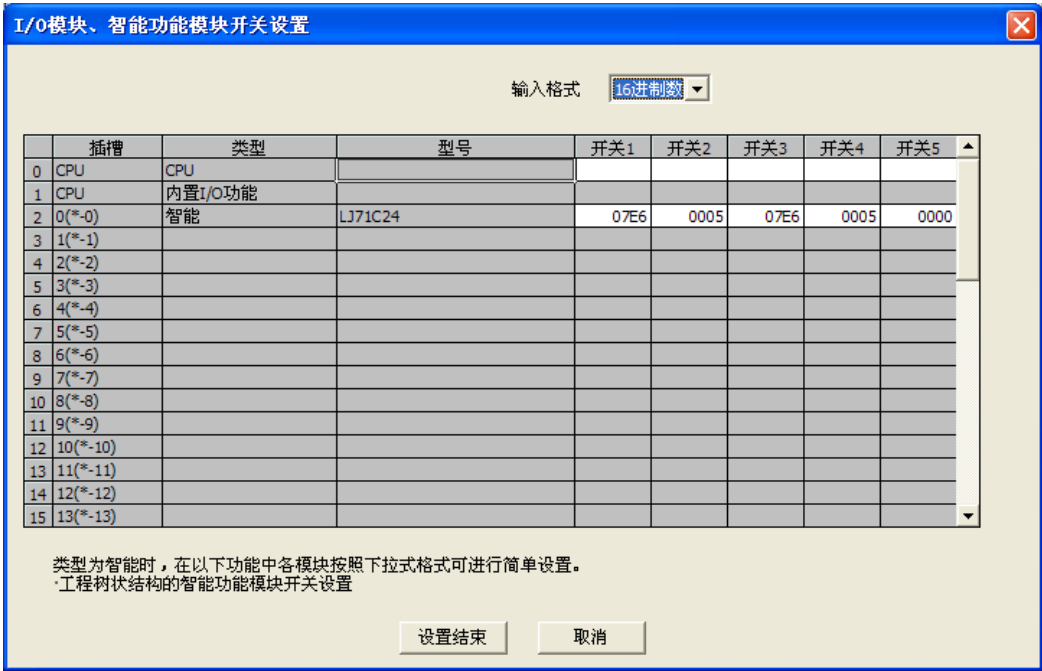 I/O模块、智能功能模块开关设置
输入格式 16进制数
插槽 类型 型号 开关1 开关2 开关3 开关4 开关5
0 CPU CPU
1 CPU 内置I/O功能
2 0(*-0) 智能 LJ71C24 07E6 0005 07E6 0005 0000
3 1(*-1)
4 2(*-2)
5 3(*-3)
6 4(*-4)
7 5(*-5)
8 6(*-6)
9 7(*-7)
10 8(*-8)
11 9(*-9)
12 10(*-10)
13 11(*-11)
14 12(*-12)
15 13(*-13)
类型为智能时，在以下功能中各模块按照下拉式格式可进行简单设置。
·工程树状结构的智能功能模块开关设置
设置结束 取消